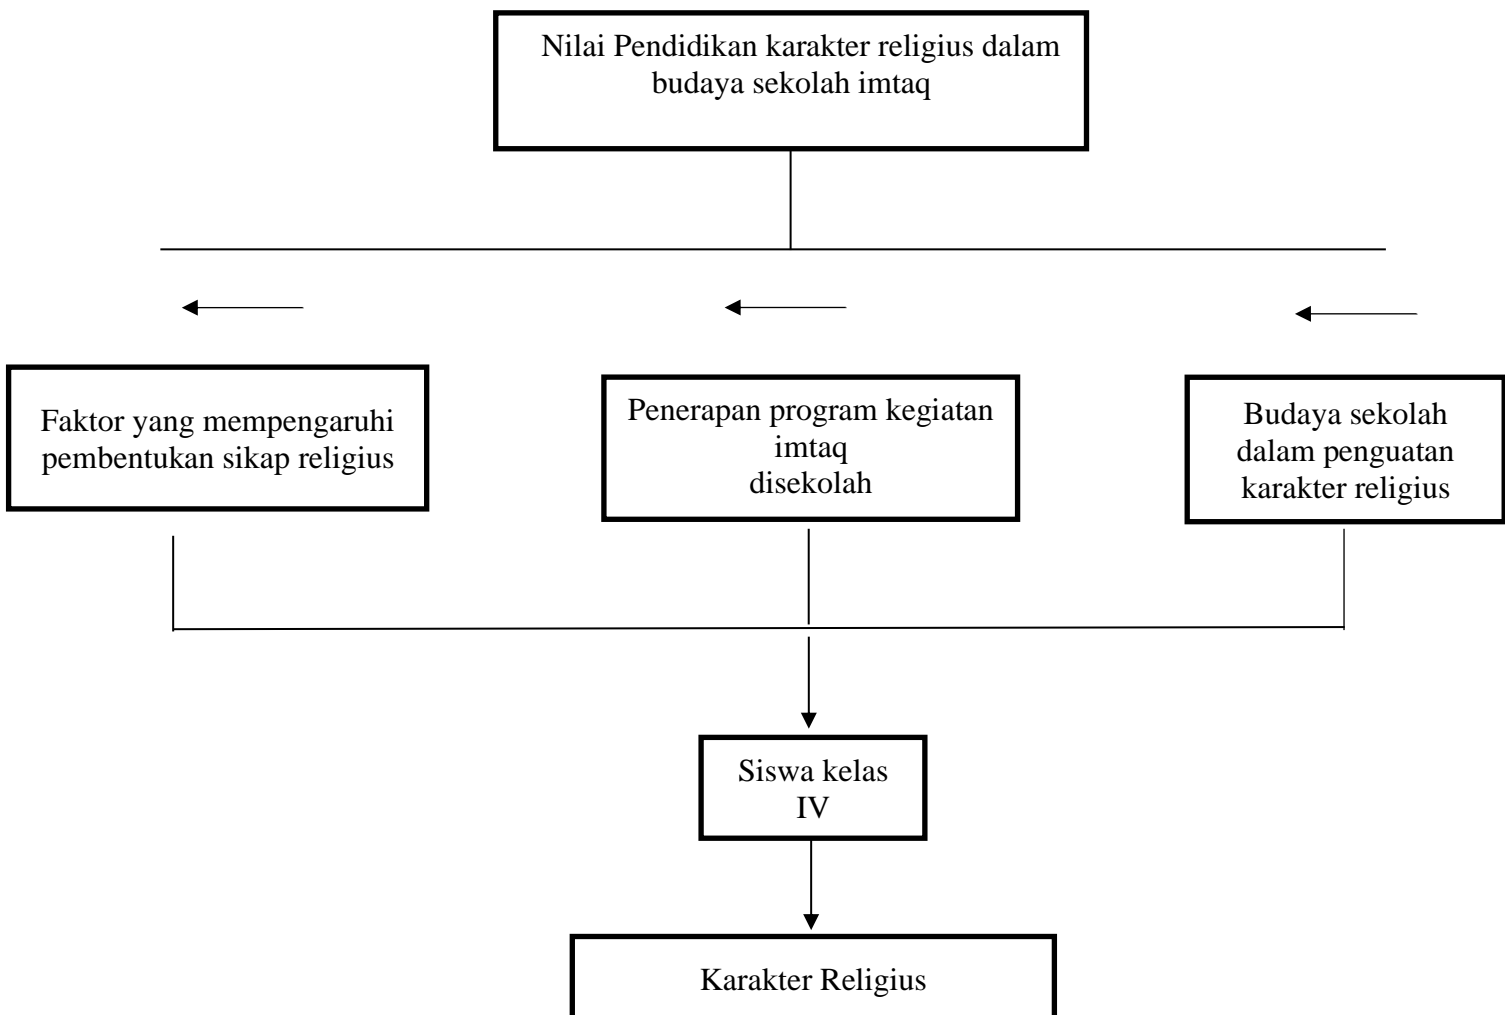 Nilai Pendidikan karakter religius dalam
budaya sekolah imtaq
Faktor yang mempengaruhi
pembentukan sikap religius
Penerapan program kegiatan
imtaq
disekolah
Budaya sekolah
dalam penguatan
karakter religius
Siswa kelas
IV
Karakter Religius